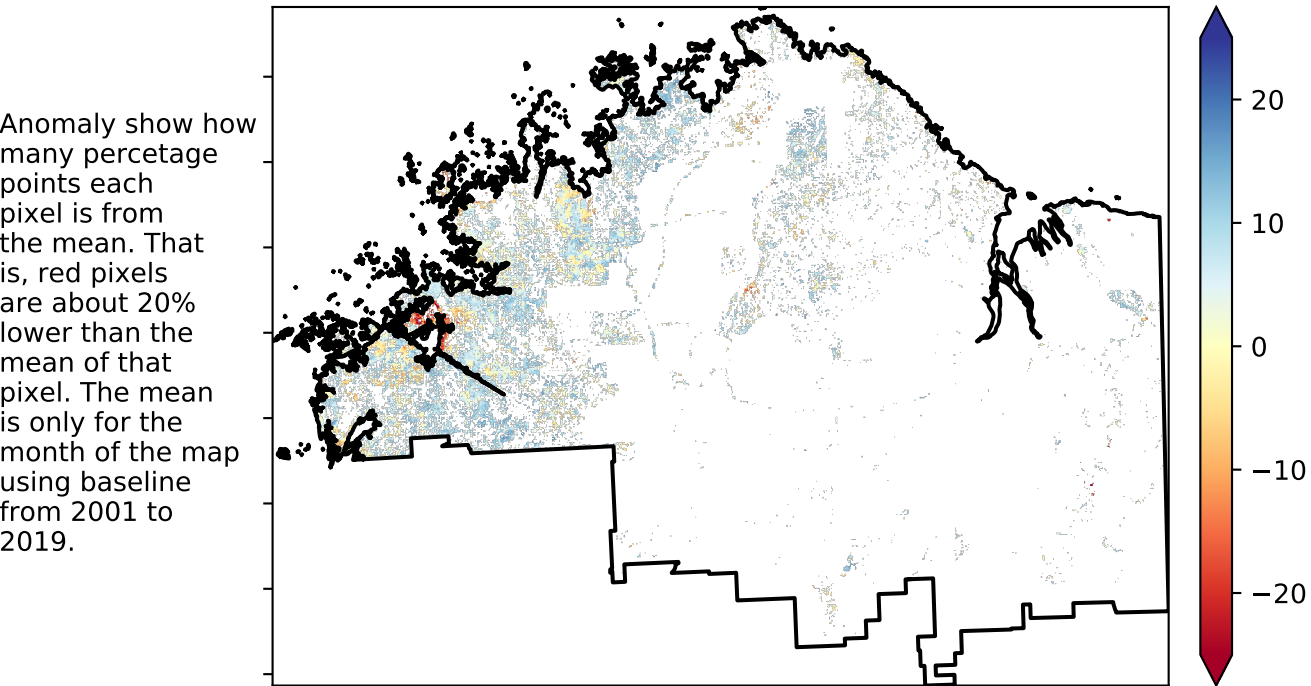 Anomaly show how
many percetage
points each
pixel is from
the mean. That
is, red pixels
are about 20%
lower than the
mean of that
pixel. The mean
is only for the
month of the map
using baseline
from 2001 to
2019.
20
10
0
−10
−20